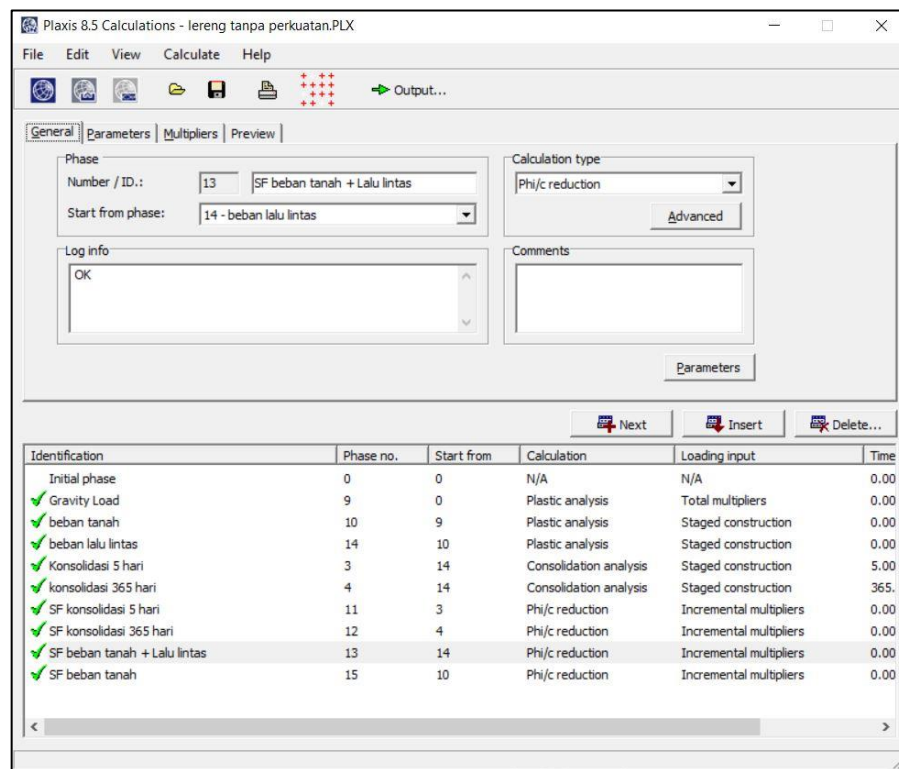 Plaxis 8.5 Calculations - lereng tanpa perkuatan.PLX
File Edit View Calculate Help
Output...
General Parameters Multipliers Preview
Phase
Number / ID.: 13 SF beban tanah + Lalu lintas
Start from phase: 14 - beban lalu lintas
Calculation type
Phi/c reduction
Advanced
Log info
OK
Comments
Parameters
Next Insert Delete...
Identification Phase no. Start from Calculation Loading input Time
Initial phase 0 0 N/A N/A 0.00
Gravity Load 9 0 Plastic analysis Total multipliers 0.00
beban tanah 10 9 Plastic analysis Staged construction 0.00
beban lalu lintas 14 10 Plastic analysis Staged construction 0.00
Konsolidasi 5 hari 3 14 Consolidation analysis Staged construction 5.00
konsolidasi 365 hari 4 14 Consolidation analysis Staged construction 365.
SF konsolidasi 5 hari 11 3 Phi/c reduction Incremental multipliers 0.00
SF konsolidasi 365 hari 12 4 Phi/c reduction Incremental multipliers 0.00
SF beban tanah + Lalu lintas 13 14 Phi/c reduction Incremental multipliers 0.00
SF beban tanah 15 10 Phi/c reduction Incremental multipliers 0.00